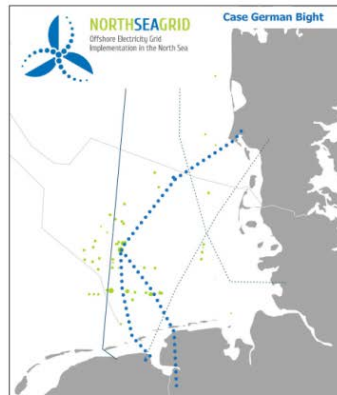 NORTHSEAGRID
Offshore Electricity Grid
Implementation in the North Sea
Case German Bight